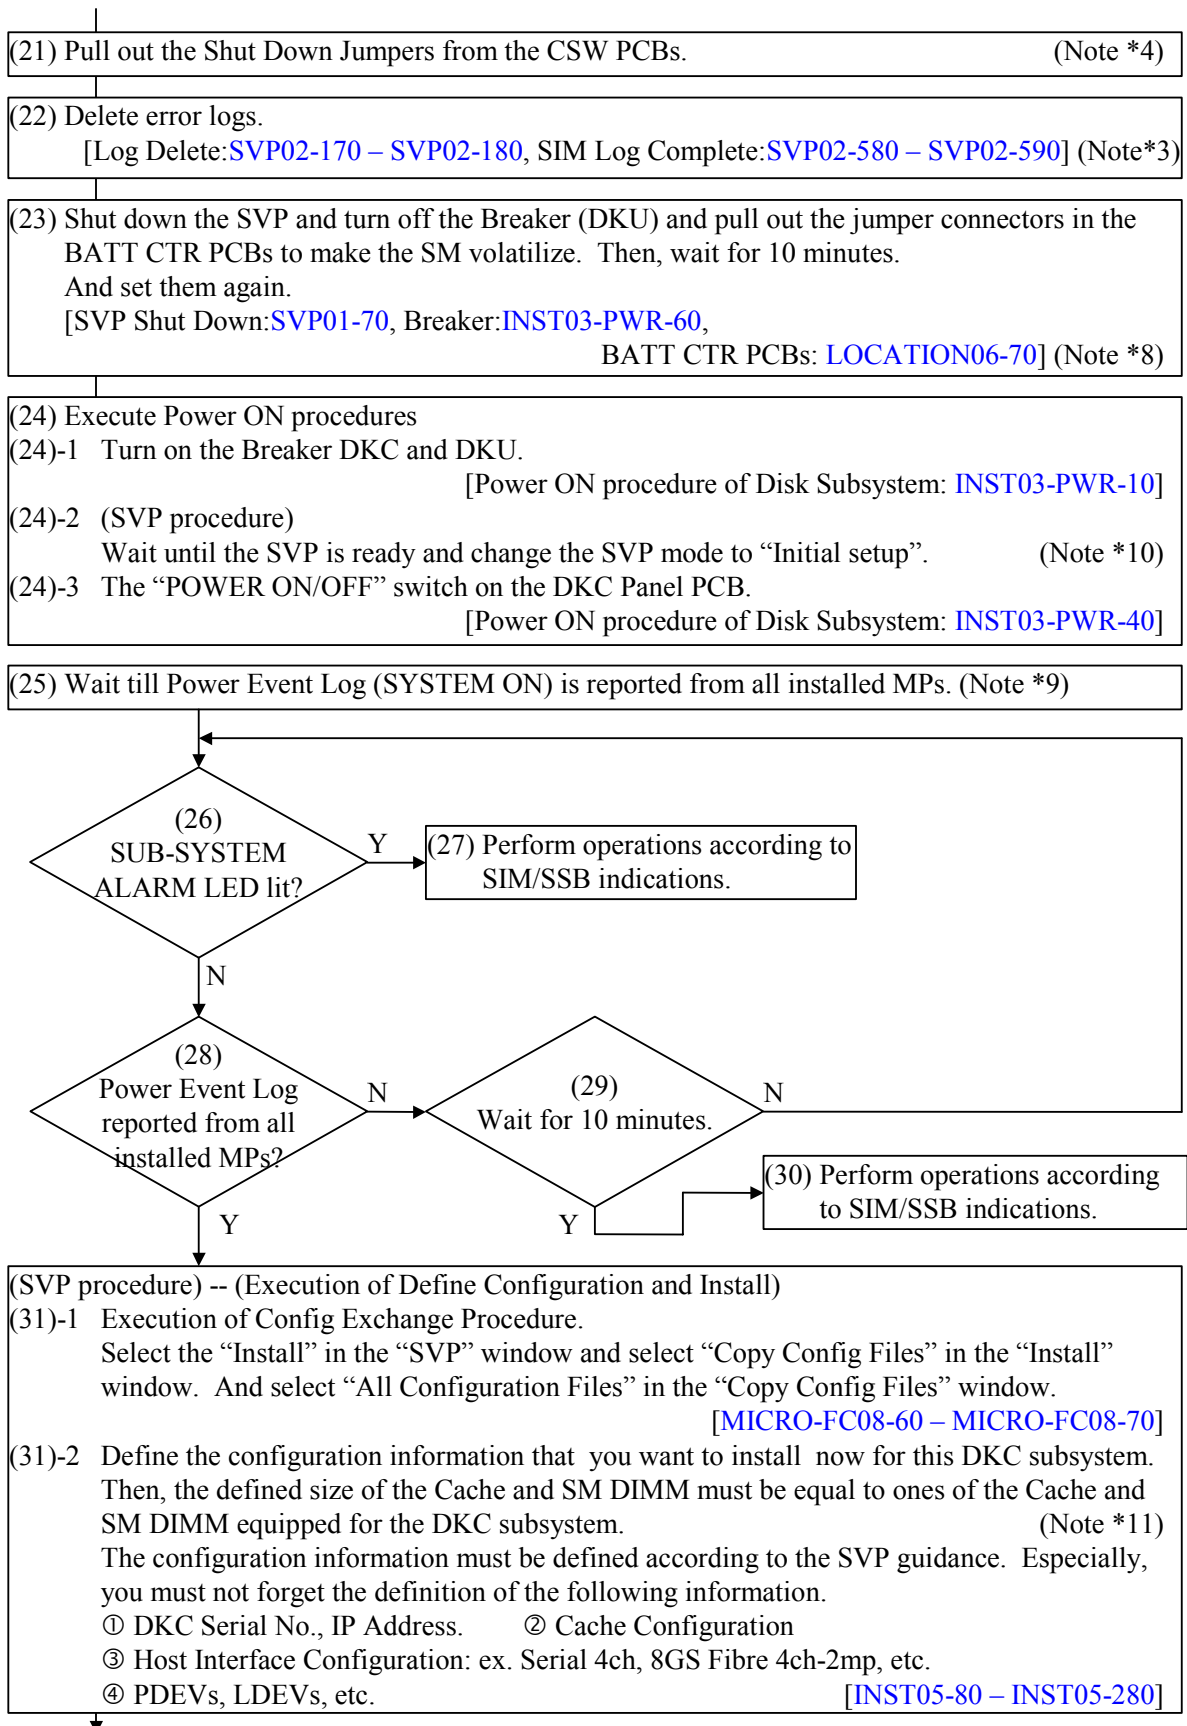 (21) Pull out the Shut Down Jumpers from the CSW PCBs. (Note *4)
(22) Delete error logs.
[Log Delete:SVP02-170 – SVP02-180, SIM Log Complete:SVP02-580 – SVP02-590] (Note*3)
(23) Shut down the SVP and turn off the Breaker (DKU) and pull out the jumper connectors in the
BATT CTR PCBs to make the SM volatilize. Then, wait for 10 minutes.
And set them again.
[SVP Shut Down:SVP01-70, Breaker:INST03-PWR-60,
BATT CTR PCBs: LOCATION06-70] (Note *8)
(24) Execute Power ON procedures
(24)-1 Turn on the Breaker DKC and DKU.
[Power ON procedure of Disk Subsystem: INST03-PWR-10]
(24)-2 (SVP procedure)
Wait until the SVP is ready and change the SVP mode to “Initial setup”. (Note *10)
(24)-3 The “POWER ON/OFF” switch on the DKC Panel PCB.
[Power ON procedure of Disk Subsystem: INST03-PWR-40]
(25) Wait till Power Event Log (SYSTEM ON) is reported from all installed MPs. (Note *9)
(26)
SUB-SYSTEM
ALARM LED lit?
Y
(27) Perform operations according to
SIM/SSB indications.
N
(28)
Power Event Log
reported from all
installed MPs?
N
(29)
Wait for 10 minutes.
N
(30) Perform operations according
to SIM/SSB indications.
Y
Y
(SVP procedure) -- (Execution of Define Configuration and Install)
(31)-1 Execution of Config Exchange Procedure.
Select the “Install” in the “SVP” window and select “Copy Config Files” in the “Install”
window. And select “All Configuration Files” in the “Copy Config Files” window.
[MICRO-FC08-60 – MICRO-FC08-70]
(31)-2 Define the configuration information that you want to install now for this DKC subsystem.
Then, the defined size of the Cache and SM DIMM must be equal to ones of the Cache and
SM DIMM equipped for the DKC subsystem. (Note *11)
The configuration information must be defined according to the SVP guidance. Especially,
you must not forget the definition of the following information.
① DKC Serial No., IP Address. ② Cache Configuration
③ Host Interface Configuration: ex. Serial 4ch, 8GS Fibre 4ch-2mp, etc.
④ PDEVs, LDEVs, etc. [INST05-80 – INST05-280]